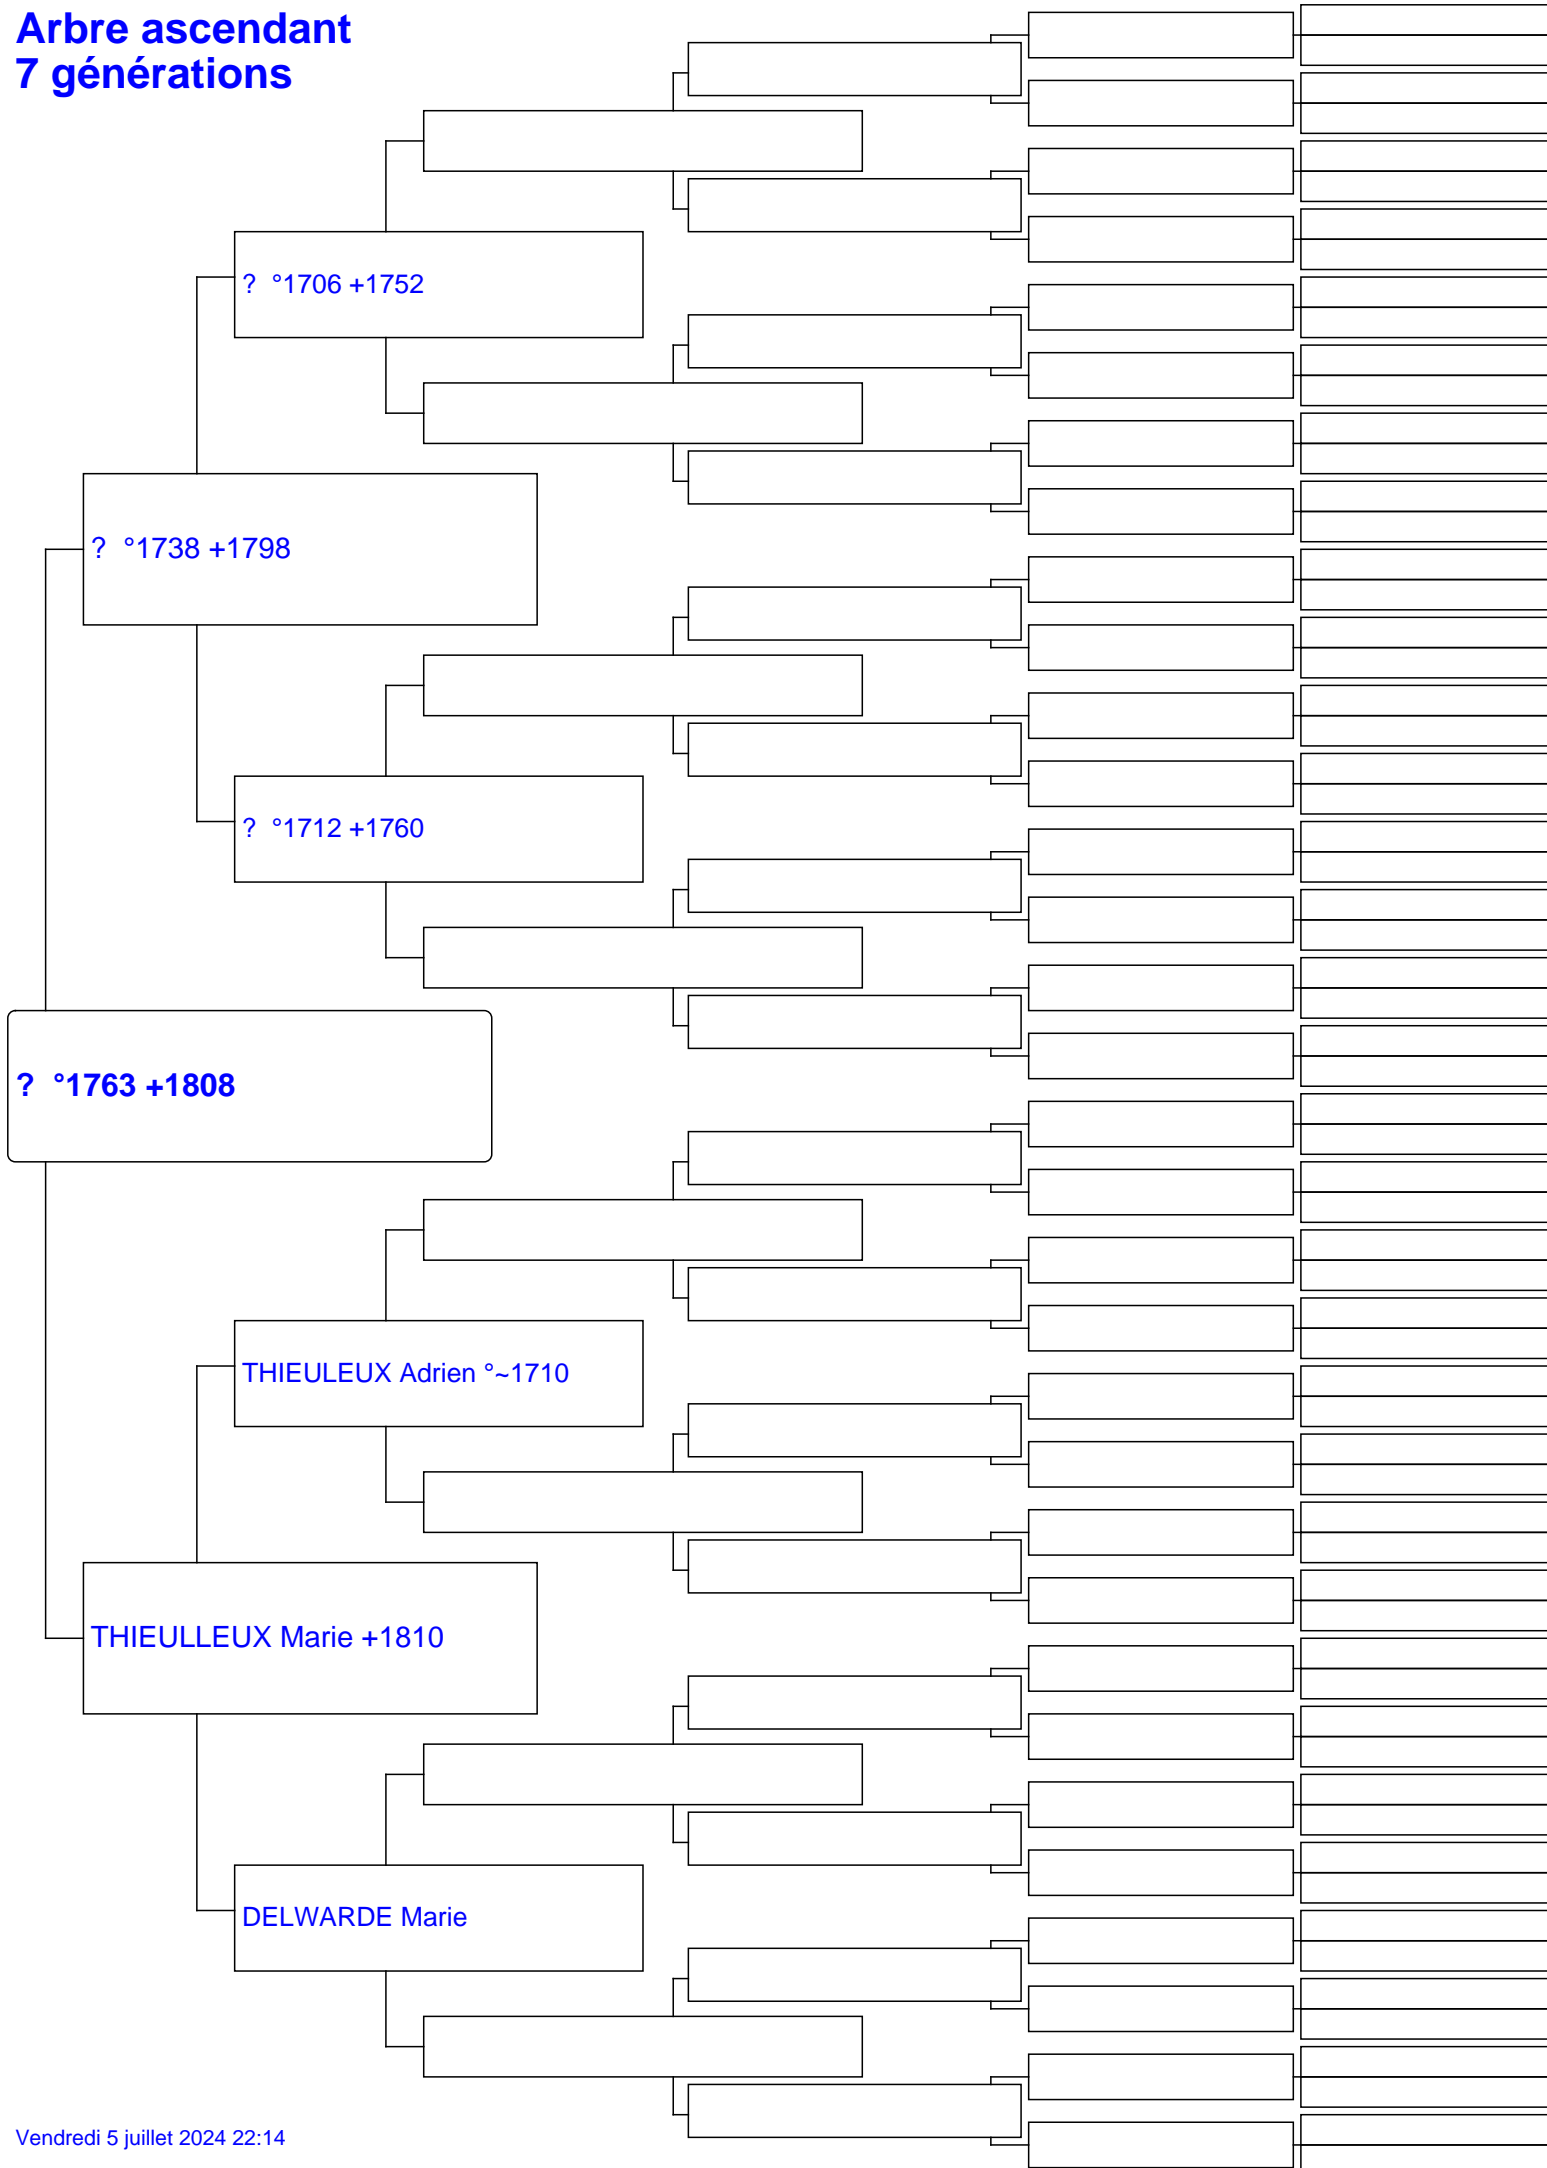 Arbre ascendant
7 générations
? °1706 +1752
? °1738 +1798
? °1712 +1760
? °1763 +1808
THIEULEUX Adrien °~1710
THIEULLEUX Marie +1810
DELWARDE Marie
Vendredi 5 juillet 2024 22:14